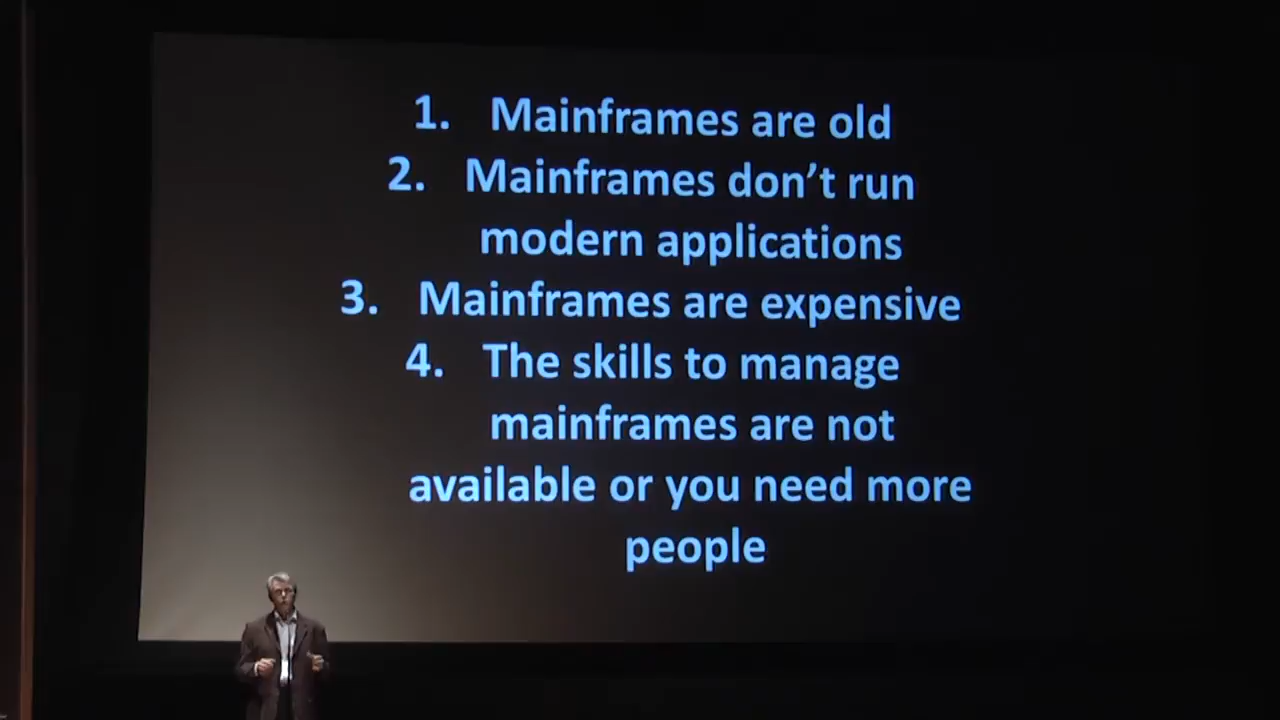 1. Mainframes are old
2. Mainframes don't run
modern applications
3. Mainframes are expensive
4. The skills to manage
mainframes are not
available or you need more
people